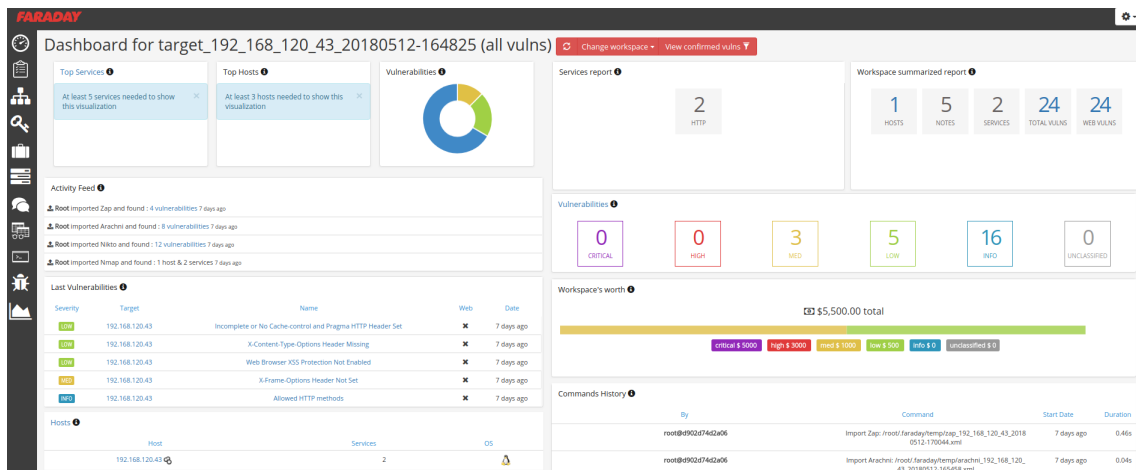 FARADAY
Dashboard for target_192_168_120_43_20180512-164825 (all vulns)
Change workspace
View confirmed vulns
Top Services
At least 5 services needed to show
this visualization
×
Top Hosts
At least 3 hosts needed to show this
visualization
×
Vulnerabilities
Services report
2
HTTP
Workspace summarized report
1
HOSTS
5
NOTES
2
SERVICES
24
TOTAL VULNS
24
WEB VULNS
Activity Feed
Root imported Zap and found : 4 vulnerabilities 7 days ago
Root imported Arachni and found : 8 vulnerabilities 7 days ago
Root imported Nikto and found : 12 vulnerabilities 7 days ago
Root imported Nmap and found : 1 host & 2 services 7 days ago
Vulnerabilities
0
CRITICAL
0
HIGH
3
MED
5
LOW
16
INFO
0
UNCLASSIFIED
Last Vulnerabilities
Severity Target Name Web Date
LOW 192.168.120.43 Incomplete or No Cache-control and Pragma HTTP Header Set 7 days ago
LOW 192.168.120.43 X-Content-Type-Options Header Missing 7 days ago
LOW 192.168.120.43 Web Browser XSS Protection Not Enabled 7 days ago
MED 192.168.120.43 X-Frame-Options Header Not Set 7 days ago
INFO 192.168.120.43 Allowed HTTP methods 7 days ago
Workspace's worth
$5,500.00 total
critical $ 5000 high $ 3000 med $ 1000 low $ 500 info $ 0 unclassified $ 0
Hosts
Host Services OS
192.168.120.43 2
Commands History
By Command Start Date Duration
root@d902d74d2a06 Import Zap: /root/.faraday/temp/zap_192_168_120_43_2018 7 days ago 0.46s
0512-170044.xml
root@d902d74d2a06 Import Arachni: /root/.faraday/temp/arachni_192_168_120_ 7 days ago 0.04s
43_20180512-165458.xml